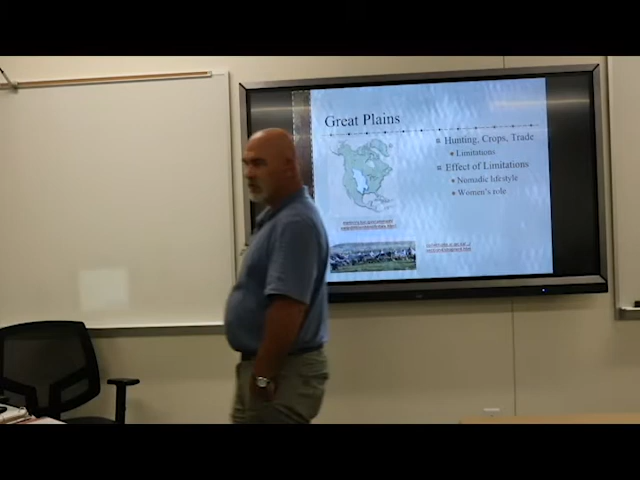 Great Plains
Hunting, Crops, Trade
Limitations
Effect of Limitations
Nomadic lifestyle
Women's role